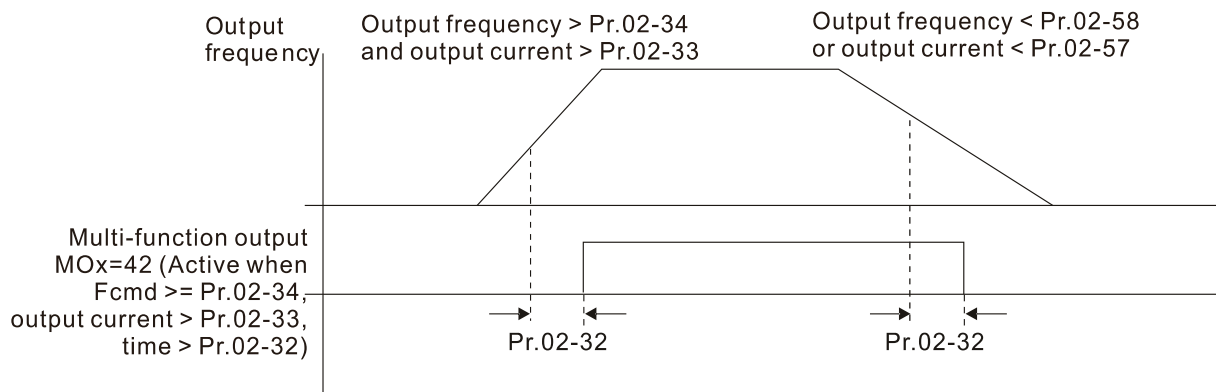 Output
frequency
Output frequency > Pr.02-34
and output current > Pr.02-33
Output frequency < Pr.02-58
or output current < Pr.02-57
Multi-function output
MOx=42 (Active when
Fcmd >= Pr.02-34,
output current > Pr.02-33,
time > Pr.02-32)
Pr.02-32
Pr.02-32